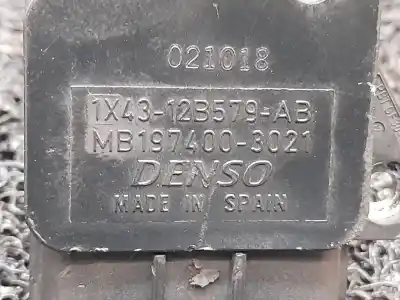 021018
1X43-12B579-AB
MB197400-3021
DENSO
MADE IN SPAIN